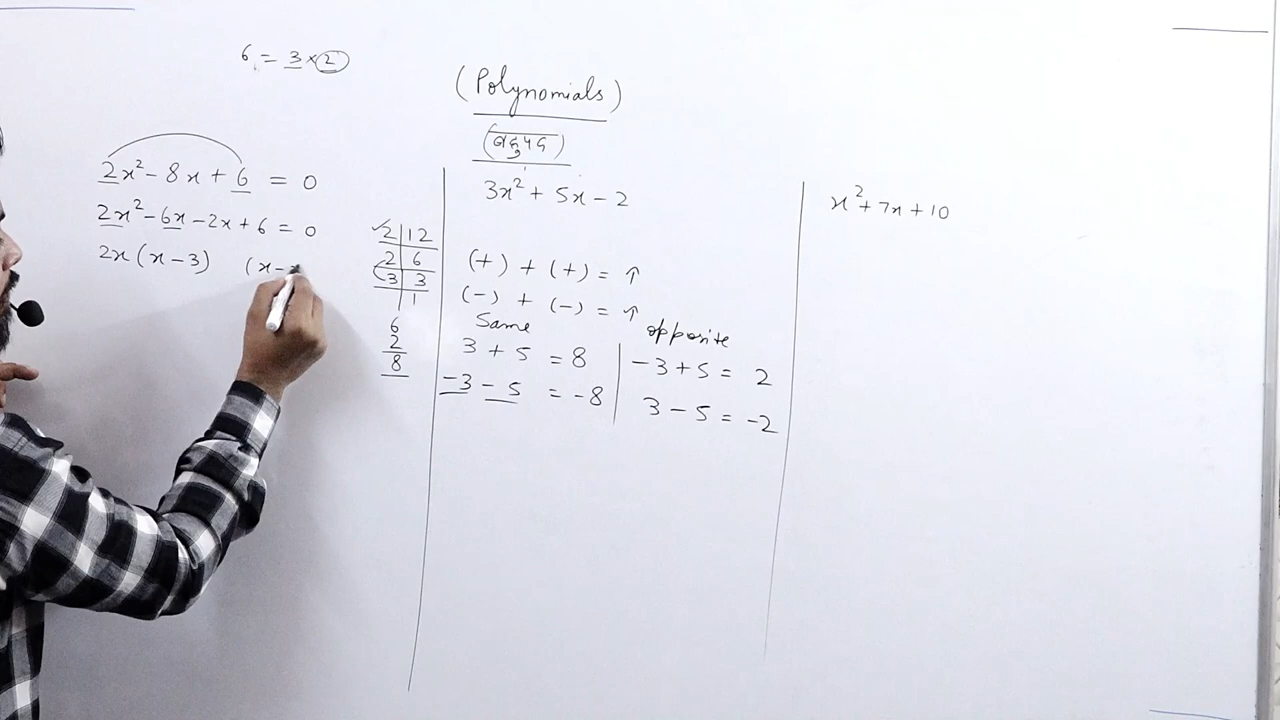 6 = 3 × 2
(Polynomials)
(बहुपद)
2x² - 8x + 6 = 0
2x² - 6x - 2x + 6 = 0
2x(x - 3) (x -
2 | 12
2 | 6
3 | 3
| 1
6
2
8
3x² + 5x - 2
(+) + (+) = ↑
(-) + (-) = ↑
Same
3 + 5 = 8
-3 - 5 = -8
opposite
-3 + 5 = 2
3 - 5 = -2
x² + 7x + 10